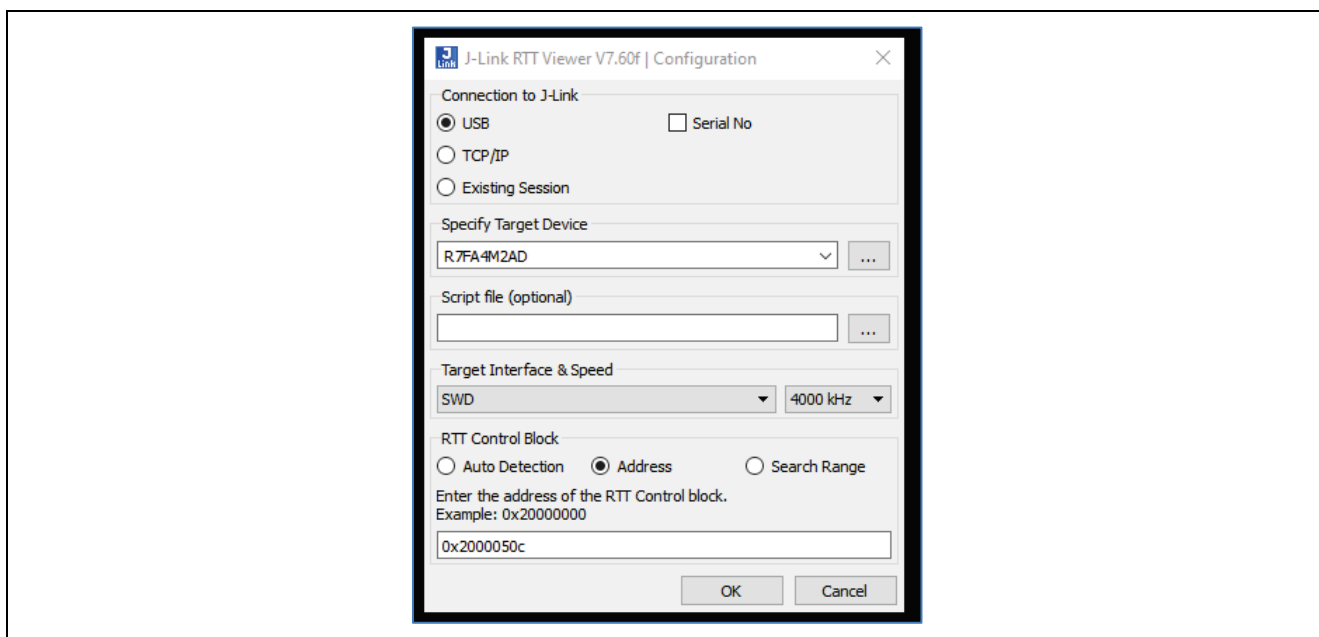 J-Link RTT Viewer V7.60f | Configuration
Connection to J-Link
USB Serial No
TCP/IP
Existing Session
Specify Target Device
R7FA4M2AD ...
Script file (optional)
...
Target Interface & Speed
SWD 4000 kHz
RTT Control Block
Auto Detection Address Search Range
Enter the address of the RTT Control block.
Example: 0x20000000
0x2000050c
OK Cancel